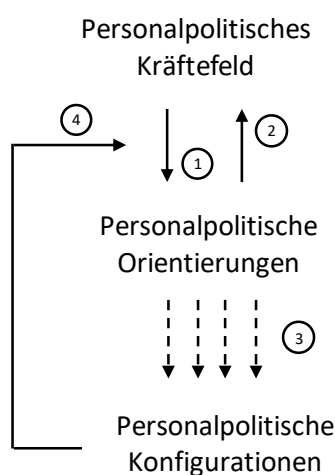 Personalpolitisches
Kräftefeld
4
2
1
Personalpolitische
Orientierungen
3
Personalpolitische
Konfigurationen